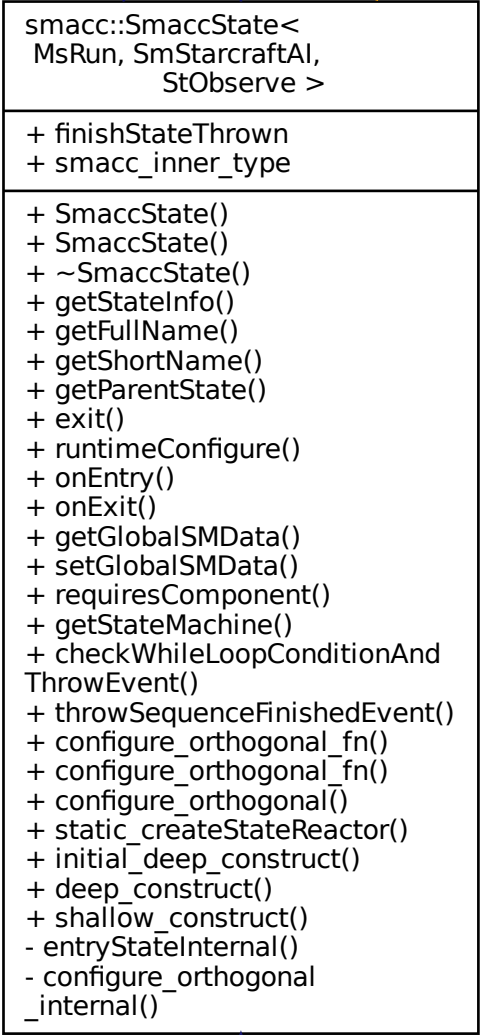 smacc::SmaccState<
MsRun, SmStarcraftAI,
StObserve >
+ finishStateThrown
+ smacc_inner_type
+ SmaccState()
+ SmaccState()
+ ~SmaccState()
+ getStateInfo()
+ getFullName()
+ getShortName()
+ getParentState()
+ exit()
+ runtimeConfigure()
+ onEntry()
+ onExit()
+ getGlobalSMData()
+ setGlobalSMData()
+ requiresComponent()
+ getStateMachine()
+ checkWhileLoopConditionAnd
ThrowEvent()
+ throwSequenceFinishedEvent()
+ configure_orthogonal_fn()
+ configure_orthogonal_fn()
+ configure_orthogonal()
+ static_createStateReactor()
+ initial_deep_construct()
+ deep_construct()
+ shallow_construct()
- entryStateInternal()
- configure_orthogonal
_internal()